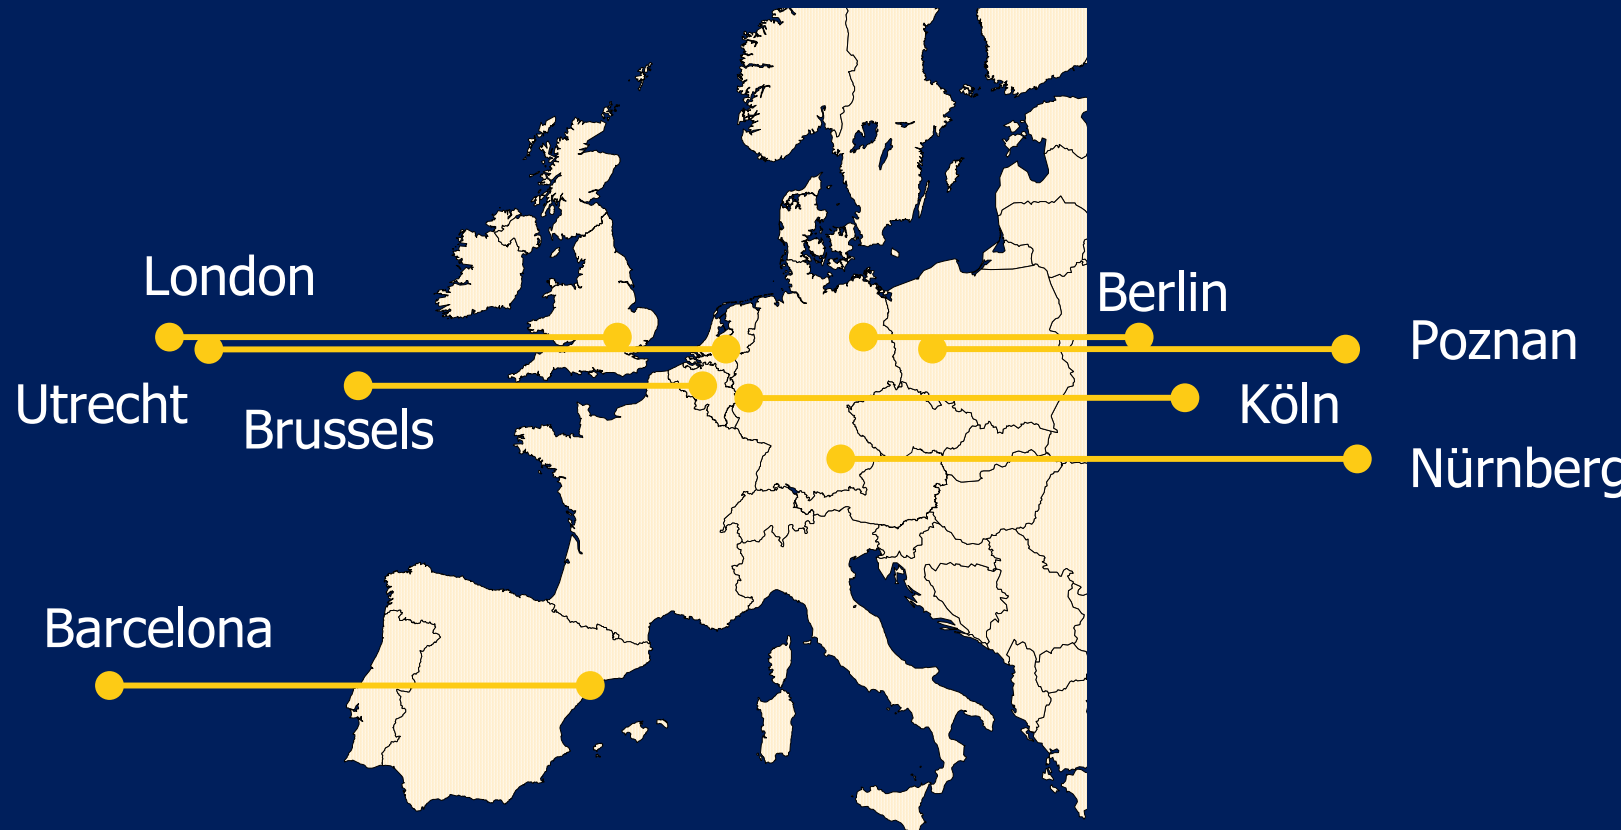 London
Berlin
Poznan
Utrecht
Köln
Brussels
Nürnberg
Barcelona